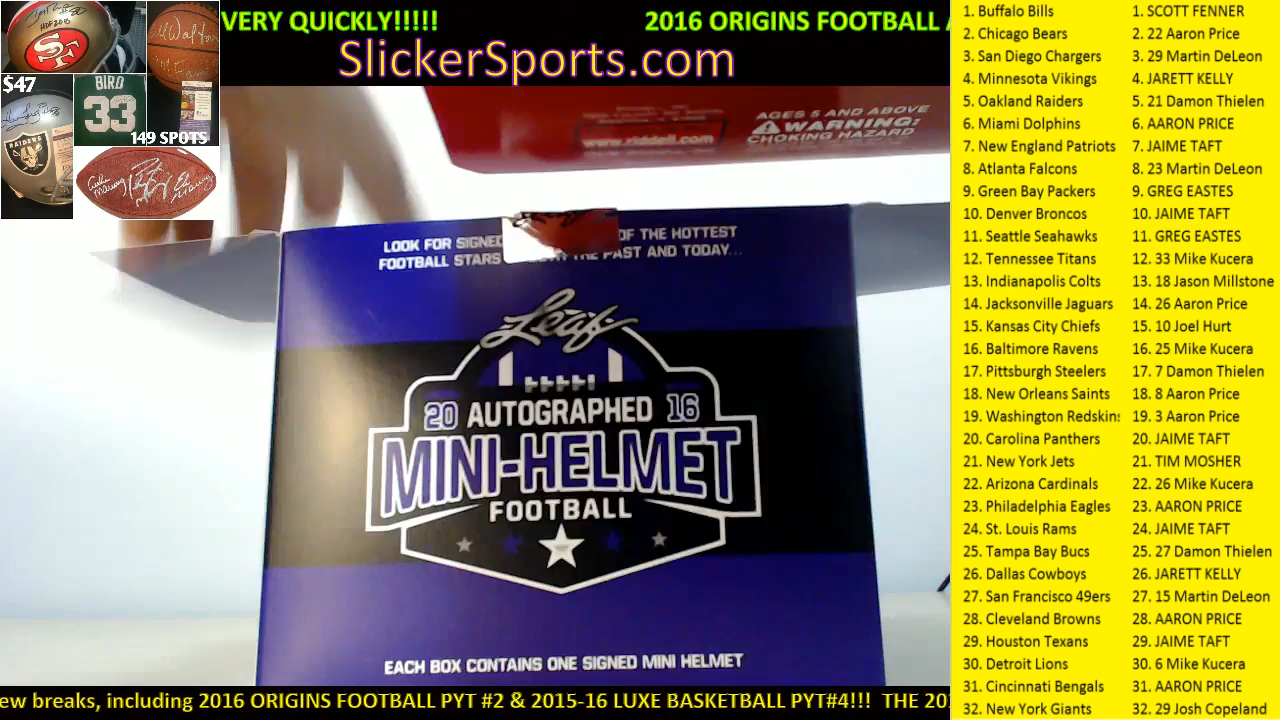 VERY QUICKLY!!!!! 2016 ORIGINS FOOTBALL
SlickerSports.com
HOF 2013
SF
$47
BIRD
33
149 SPOTS
RAIDERS
www.riddell.com
AGES 5 AND ABOVE
WARNING:
CHOKING HAZARD
LOOK FOR SIGNED OF THE HOTTEST
FOOTBALL STARS THE PAST AND TODAY...
Leaf
20 AUTOGRAPHED 16
MINI-HELMET
FOOTBALL
EACH BOX CONTAINS ONE SIGNED MINI HELMET
ew breaks, including 2016 ORIGINS FOOTBALL PYT #2 & 2015-16 LUXE BASKETBALL PYT#4!!! THE 201
1. Buffalo Bills 1. SCOTT FENNER
2. Chicago Bears 2. 22 Aaron Price
3. San Diego Chargers 3. 29 Martin DeLeon
4. Minnesota Vikings 4. JARETT KELLY
5. Oakland Raiders 5. 21 Damon Thielen
6. Miami Dolphins 6. AARON PRICE
7. New England Patriots 7. JAIME TAFT
8. Atlanta Falcons 8. 23 Martin DeLeon
9. Green Bay Packers 9. GREG EASTES
10. Denver Broncos 10. JAIME TAFT
11. Seattle Seahawks 11. GREG EASTES
12. Tennessee Titans 12. 33 Mike Kucera
13. Indianapolis Colts 13. 18 Jason Millstone
14. Jacksonville Jaguars 14. 26 Aaron Price
15. Kansas City Chiefs 15. 10 Joel Hurt
16. Baltimore Ravens 16. 25 Mike Kucera
17. Pittsburgh Steelers 17. 7 Damon Thielen
18. New Orleans Saints 18. 8 Aaron Price
19. Washington Redskins 19. 3 Aaron Price
20. Carolina Panthers 20. JAIME TAFT
21. New York Jets 21. TIM MOSHER
22. Arizona Cardinals 22. 26 Mike Kucera
23. Philadelphia Eagles 23. AARON PRICE
24. St. Louis Rams 24. JAIME TAFT
25. Tampa Bay Bucs 25. 27 Damon Thielen
26. Dallas Cowboys 26. JARETT KELLY
27. San Francisco 49ers 27. 15 Martin DeLeon
28. Cleveland Browns 28. AARON PRICE
29. Houston Texans 29. JAIME TAFT
30. Detroit Lions 30. 6 Mike Kucera
31. Cincinnati Bengals 31. AARON PRICE
32. New York Giants 32. 29 Josh Copeland